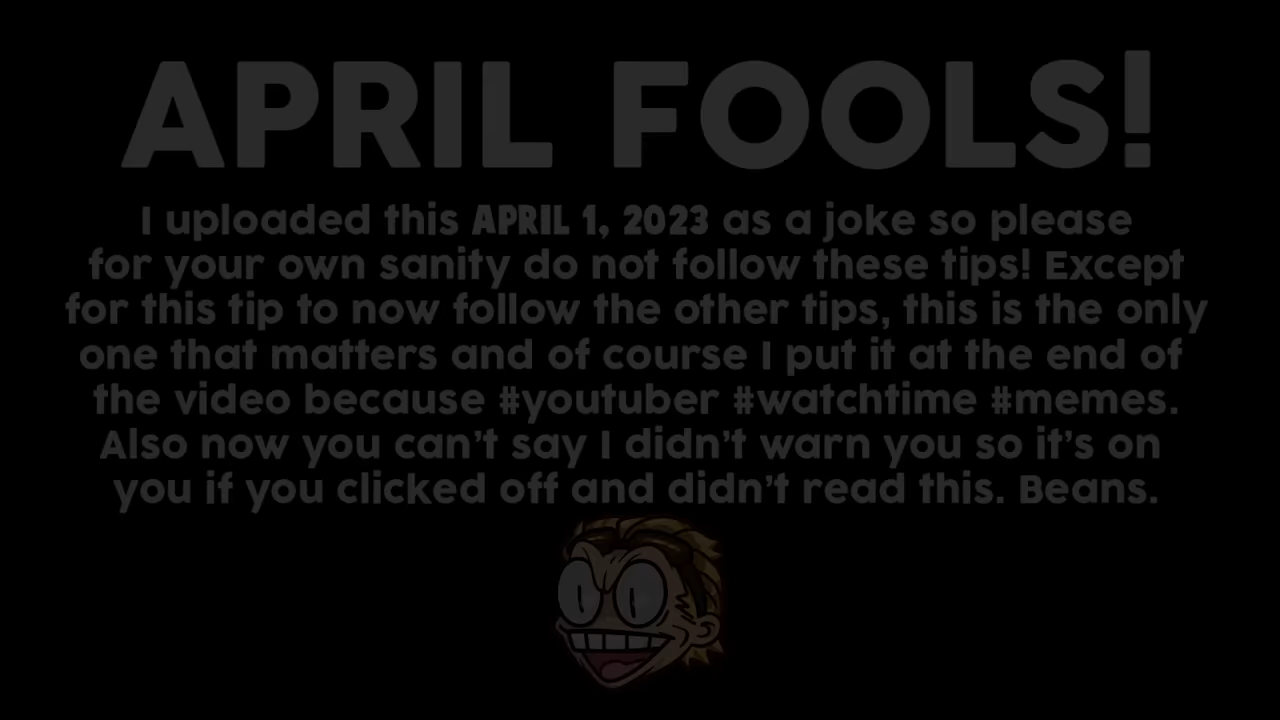 APRIL FOOLS!
I uploaded this APRIL 1, 2023 as a joke so please
for your own sanity do not follow these tips! Except
for this tip to now follow the other tips, this is the only
one that matters and of course I put it at the end of
the video because #youtuber #watchtime #memes.
Also now you can't say I didn't warn you so it's on
you if you clicked off and didn't read this. Beans.